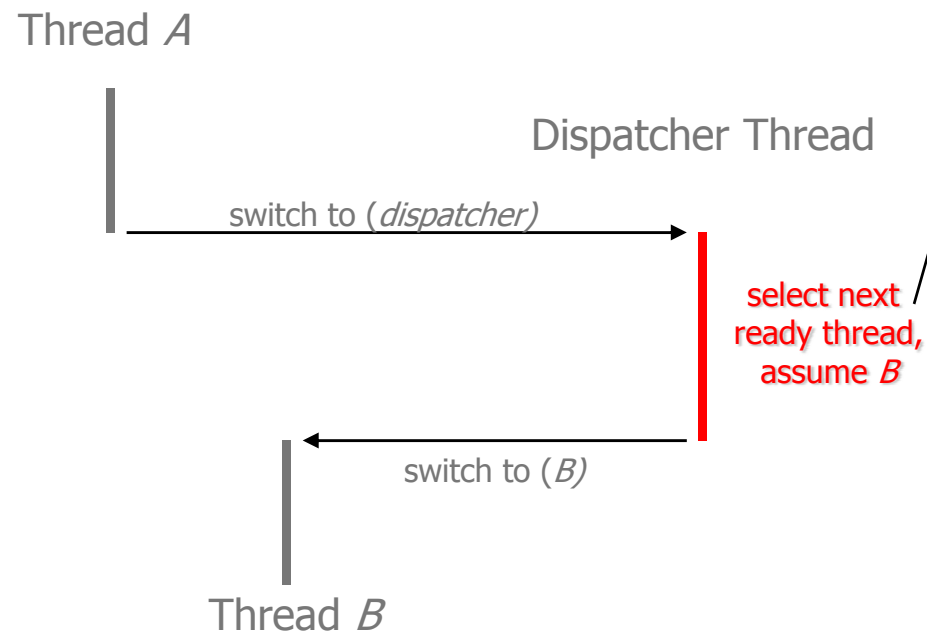 Thread A
Dispatcher Thread
switch to (dispatcher)
select next
ready thread,
assume B
switch to (B)
Thread B